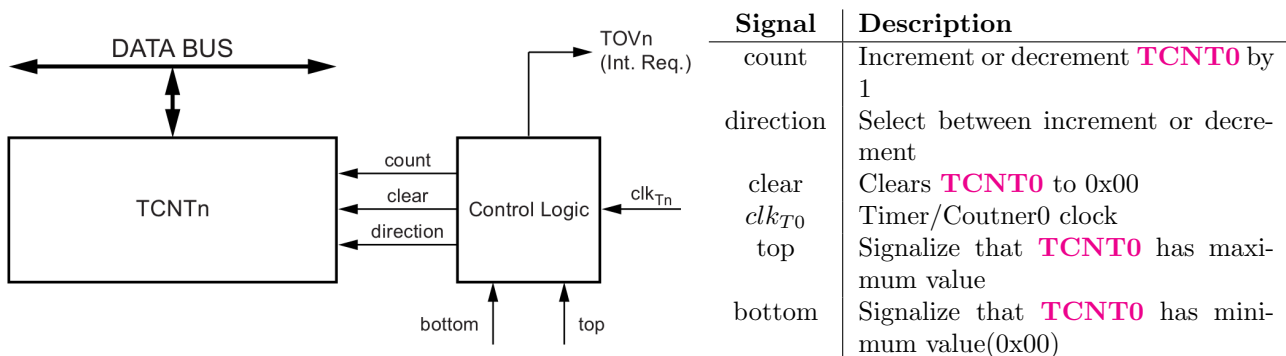 DATA BUS
TOVn
(Int. Req.)
TCNTn
count
clear
direction
Control Logic
clkTn
bottom
top
Signal Description
count Increment or decrement TCNT0 by
1
direction Select between increment or decre-
ment
clear Clears TCNT0 to 0x00
clkT0 Timer/Coutner0 clock
top Signalize that TCNT0 has maxi-
mum value
bottom Signalize that TCNT0 has mini-
mum value(0x00)